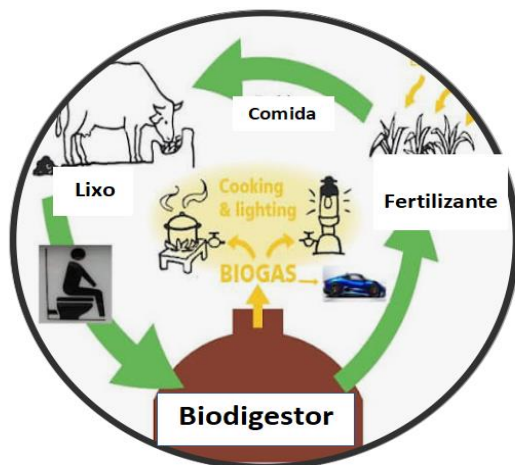 Comida
Lixo
Cooking
& lighting
Fertilizante
BIOGAS
Biodigestor